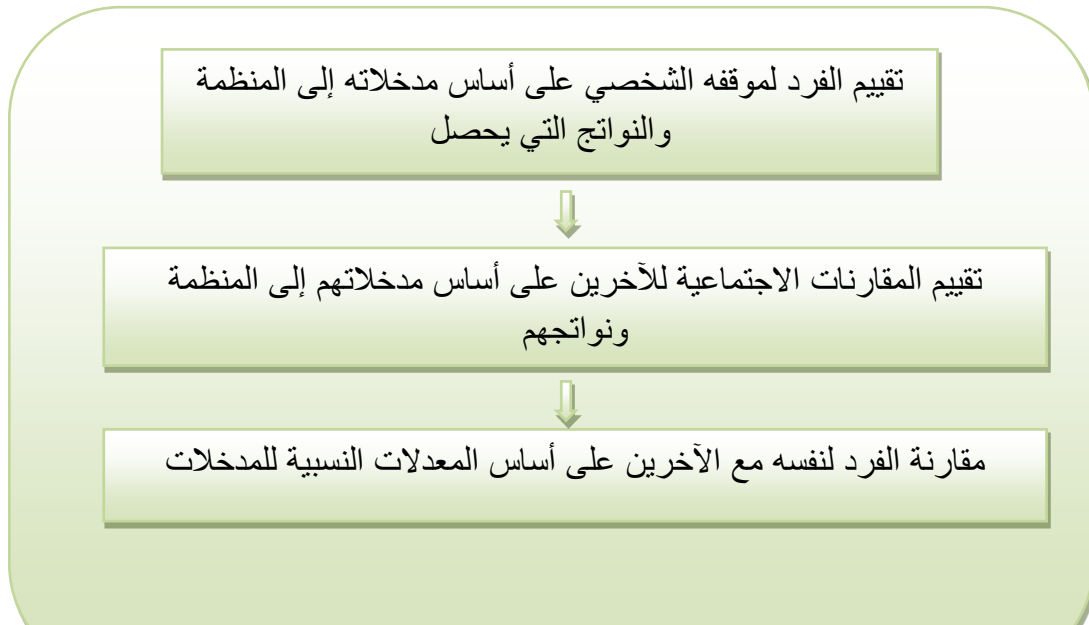 تقييم الفرد لموقفه الشخصي على أساس مدخلاته إلى المنظمة
والنواتج التي يحصل
تقييم المقارنات الاجتماعية للآخرين على أساس مدخلاتهم إلى المنظمة
ونواتجهم
مقارنة الفرد لنفسه مع الآخرين على أساس المعدلات النسبية للمدخلات